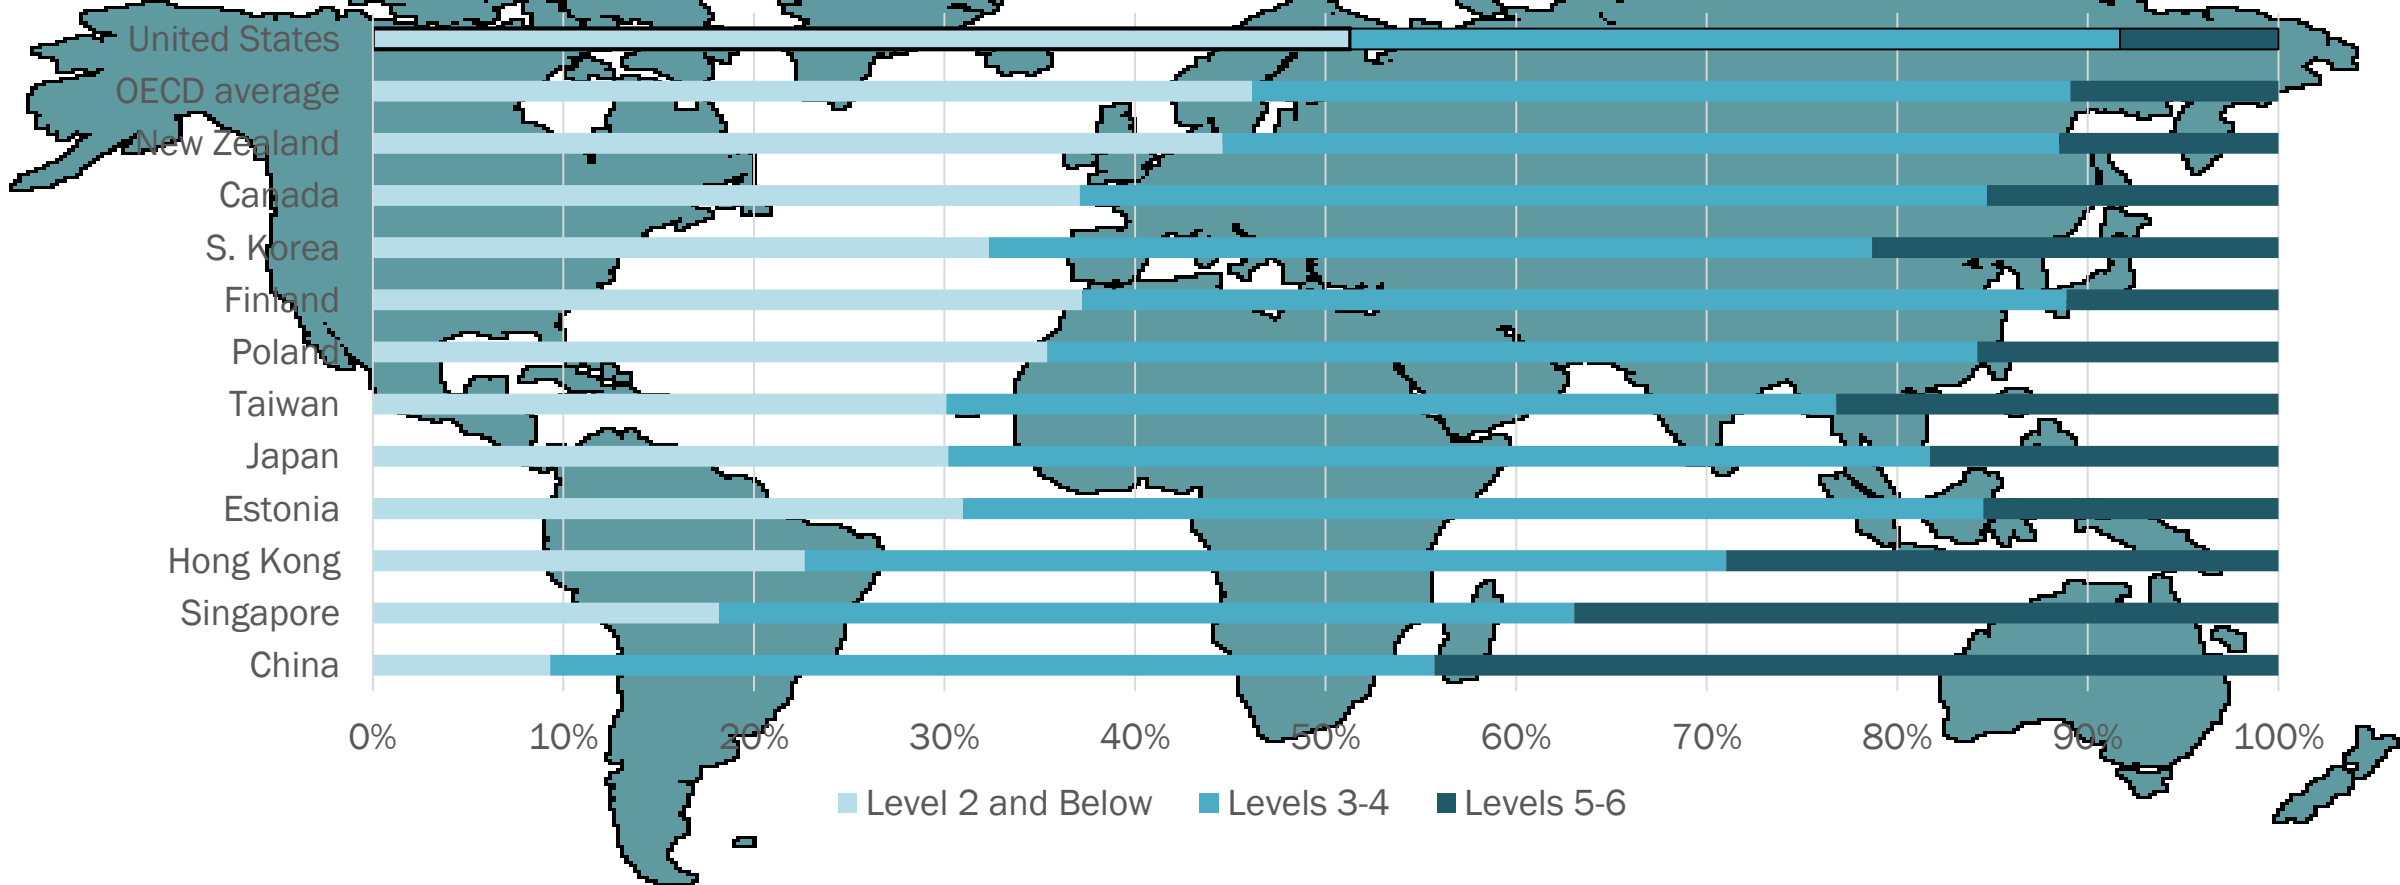 United States
OECD average
New Zealand
Canada
S. Korea
Finland
Poland
Taiwan
Japan
Estonia
Hong Kong
Singapore
China
0% 10% 20% 30% 40% 50% 60% 70% 80% 90% 100%
Level 2 and Below Levels 3-4 Levels 5-6